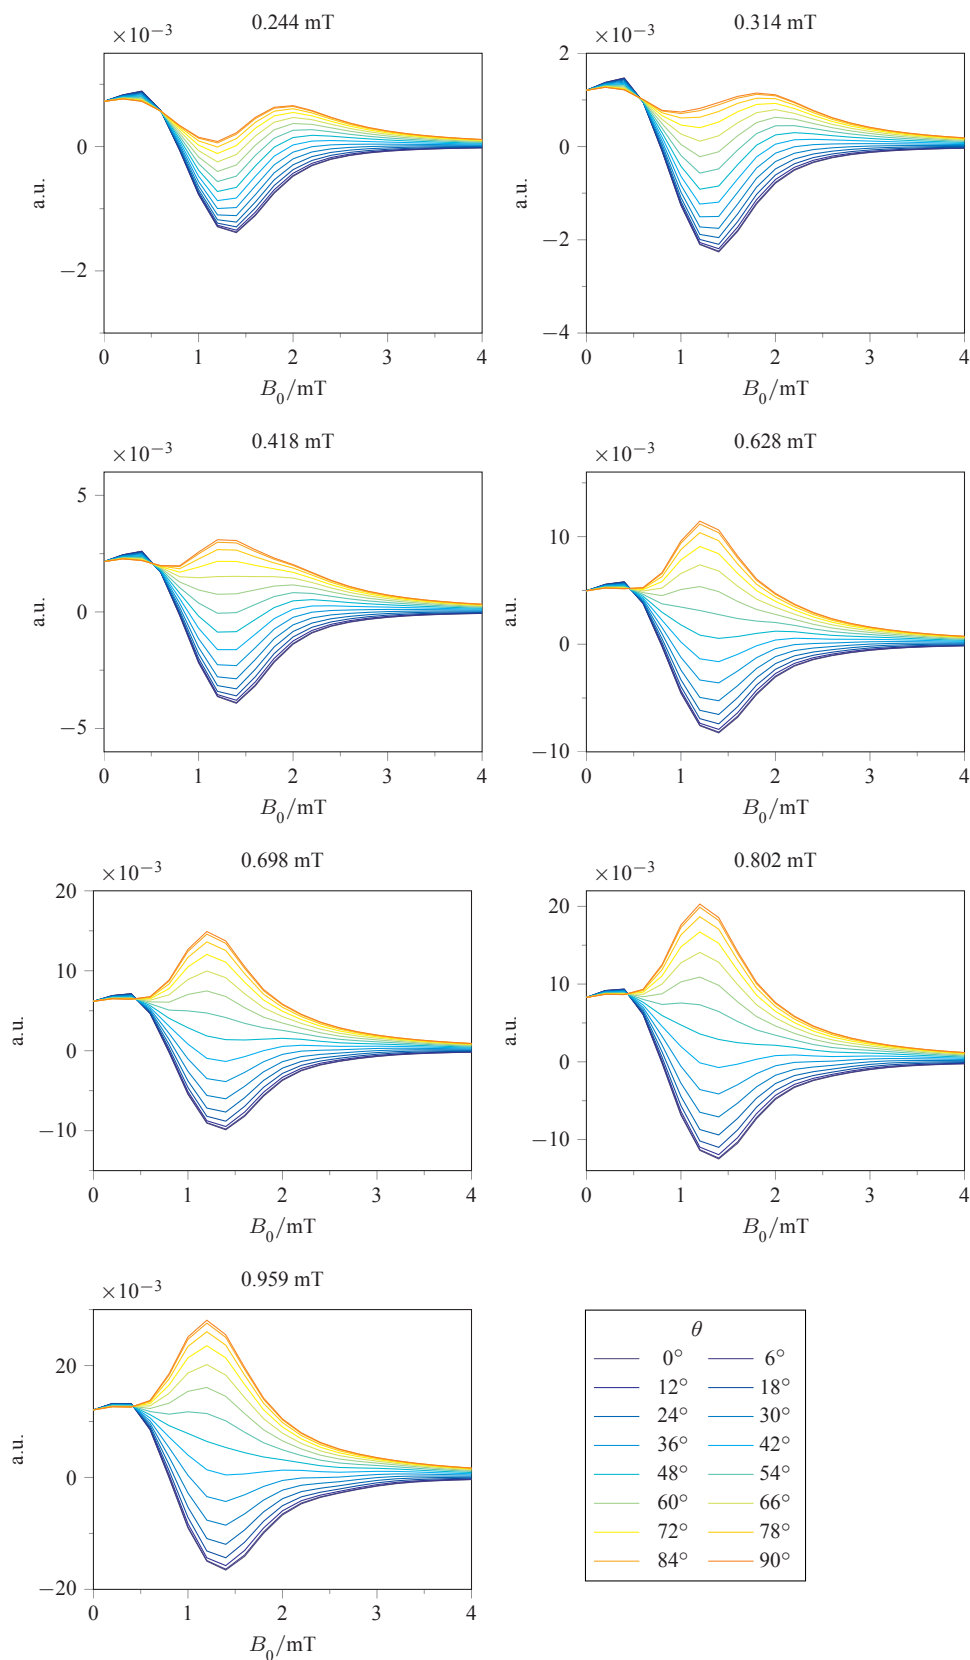 0.244 mT
×10−3
0
−2
a.u.
0 1 2 3 4
B0/mT
0.314 mT
×10−3
2
0
−2
−4
a.u.
0 1 2 3 4
B0/mT
0.418 mT
×10−3
5
0
−5
a.u.
0 1 2 3 4
B0/mT
0.628 mT
×10−3
10
0
−10
a.u.
0 1 2 3 4
B0/mT
0.698 mT
×10−3
20
10
0
−10
a.u.
0 1 2 3 4
B0/mT
0.802 mT
×10−3
20
10
0
−10
a.u.
0 1 2 3 4
B0/mT
0.959 mT
×10−3
20
0
−20
a.u.
0 1 2 3 4
B0/mT
θ
0° 6°
12° 18°
24° 30°
36° 42°
48° 54°
60° 66°
72° 78°
84° 90°